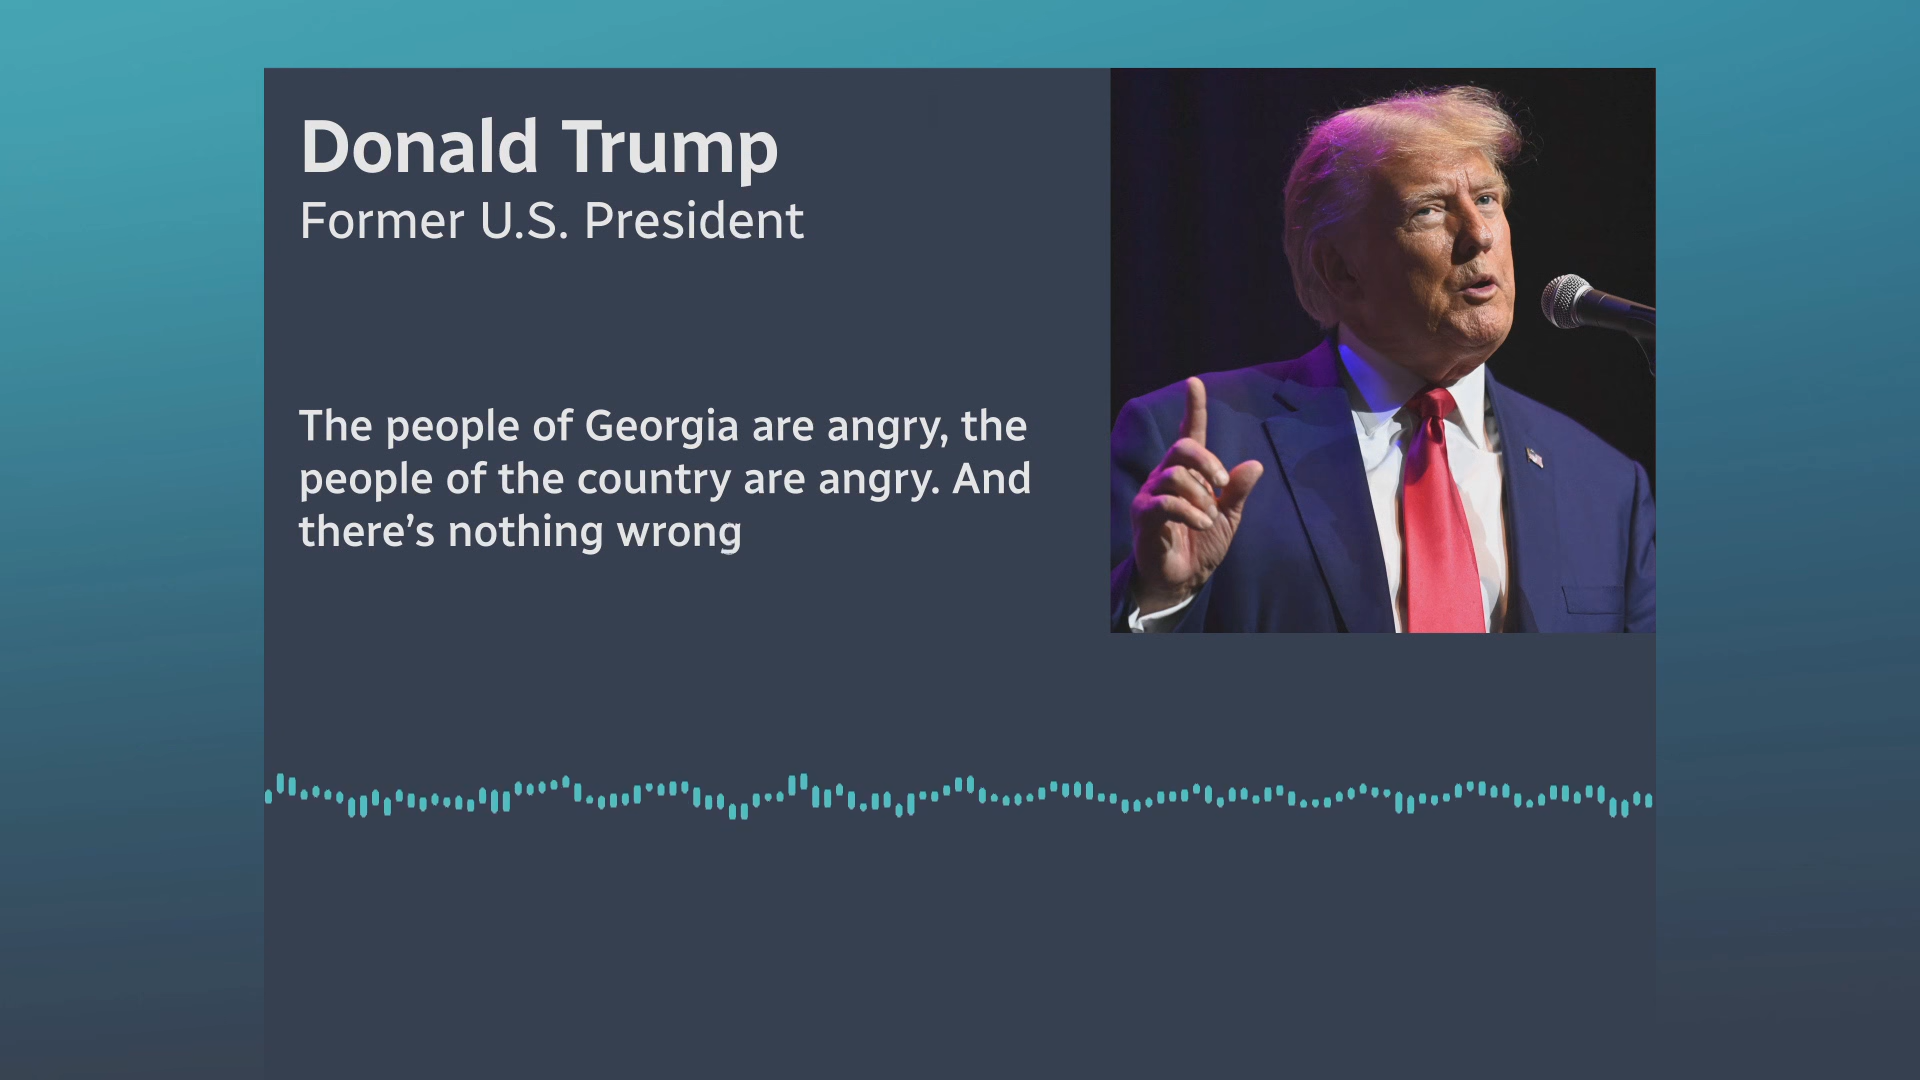 Donald Trump
Former U.S. President
The people of Georgia are angry, the
people of the country are angry. And
there’s nothing wrong